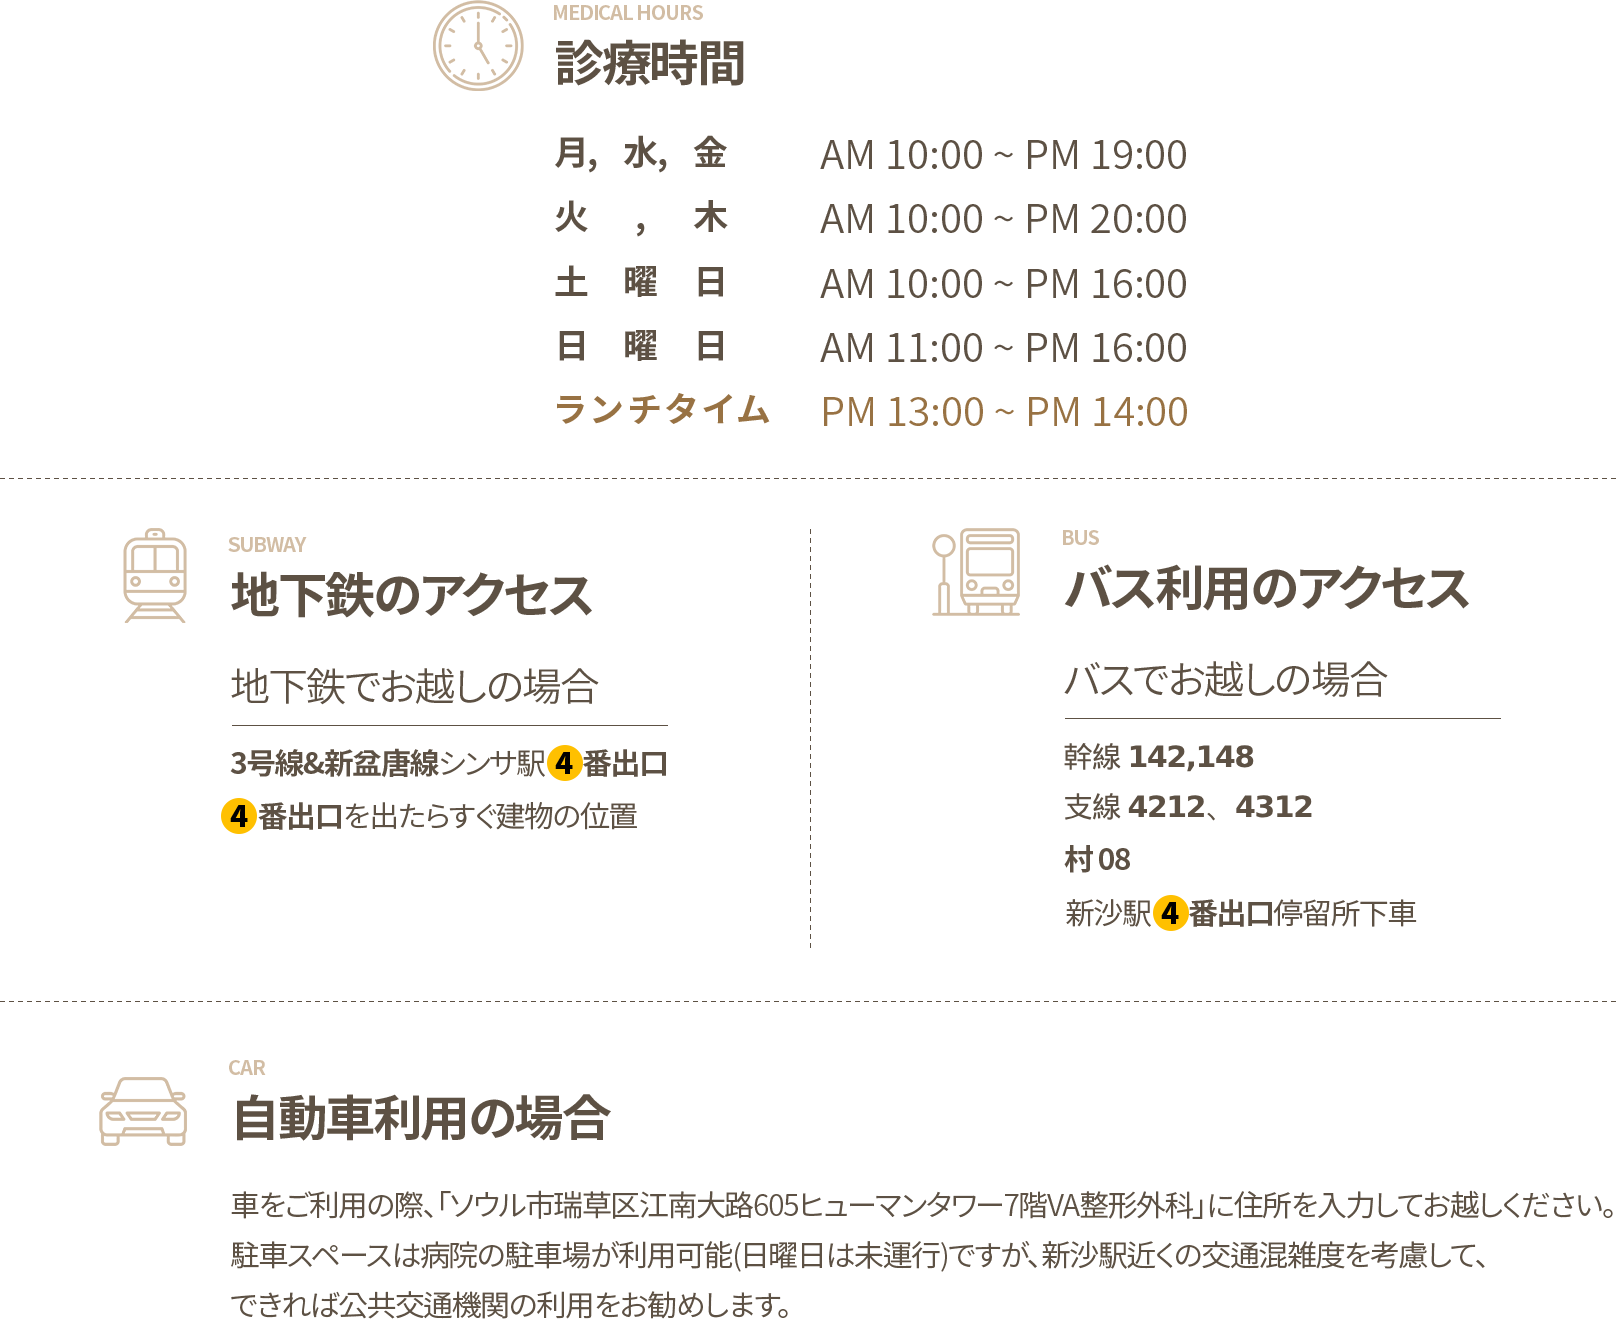 MEDICAL HOURS
診療時間
月, 水, 金 AM 10:00 ~ PM 19:00
火 , 木 AM 10:00 ~ PM 20:00
土 曜 日 AM 10:00 ~ PM 16:00
日 曜 日 AM 11:00 ~ PM 16:00
ランチタイム PM 13:00 ~ PM 14:00
SUBWAY
地下鉄のアクセス
地下鉄でお越しの場合
3号線&新盆唐線シンサ駅4番出口
4番出口を出たらすぐ建物の位置
BUS
バス利用のアクセス
バスでお越しの場合
幹線 142,148
支線 4212、4312
村 08
新沙駅4番出口停留所下車
CAR
自動車利用の場合
車をご利用の際、「ソウル市瑞草区江南大路605ヒューマンタワー7階VA整形外科」に住所を入力してお越しください。
駐車スペースは病院の駐車場が利用可能(日曜日は未運行)ですが、新沙駅近くの交通混雑度を考慮して、
できれば公共交通機関の利用をお勧めします。